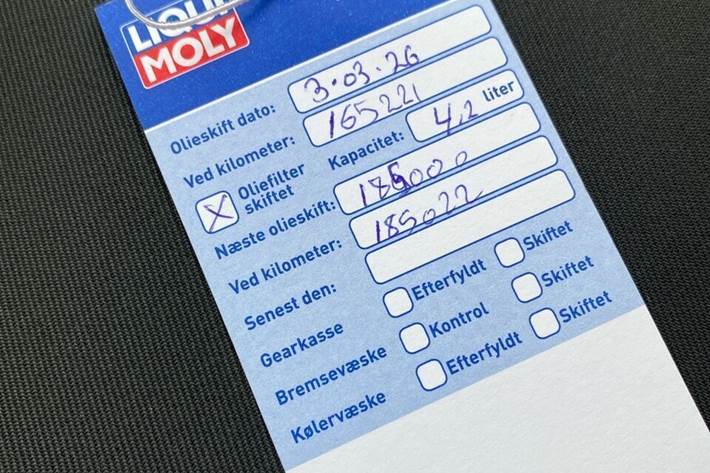 LIQUI
MOLY
Olieskift dato: 3.03.26
Ved kilometer: 165221
Kapacitet: 4,2 liter
X Oliefilter skiftet
Næste olieskift: 185000
Ved kilometer: 185022
Senest den:
Gearkasse Efterfyldt Skiftet
Bremsevæske Kontrol Skiftet
Kølervæske Efterfyldt Skiftet